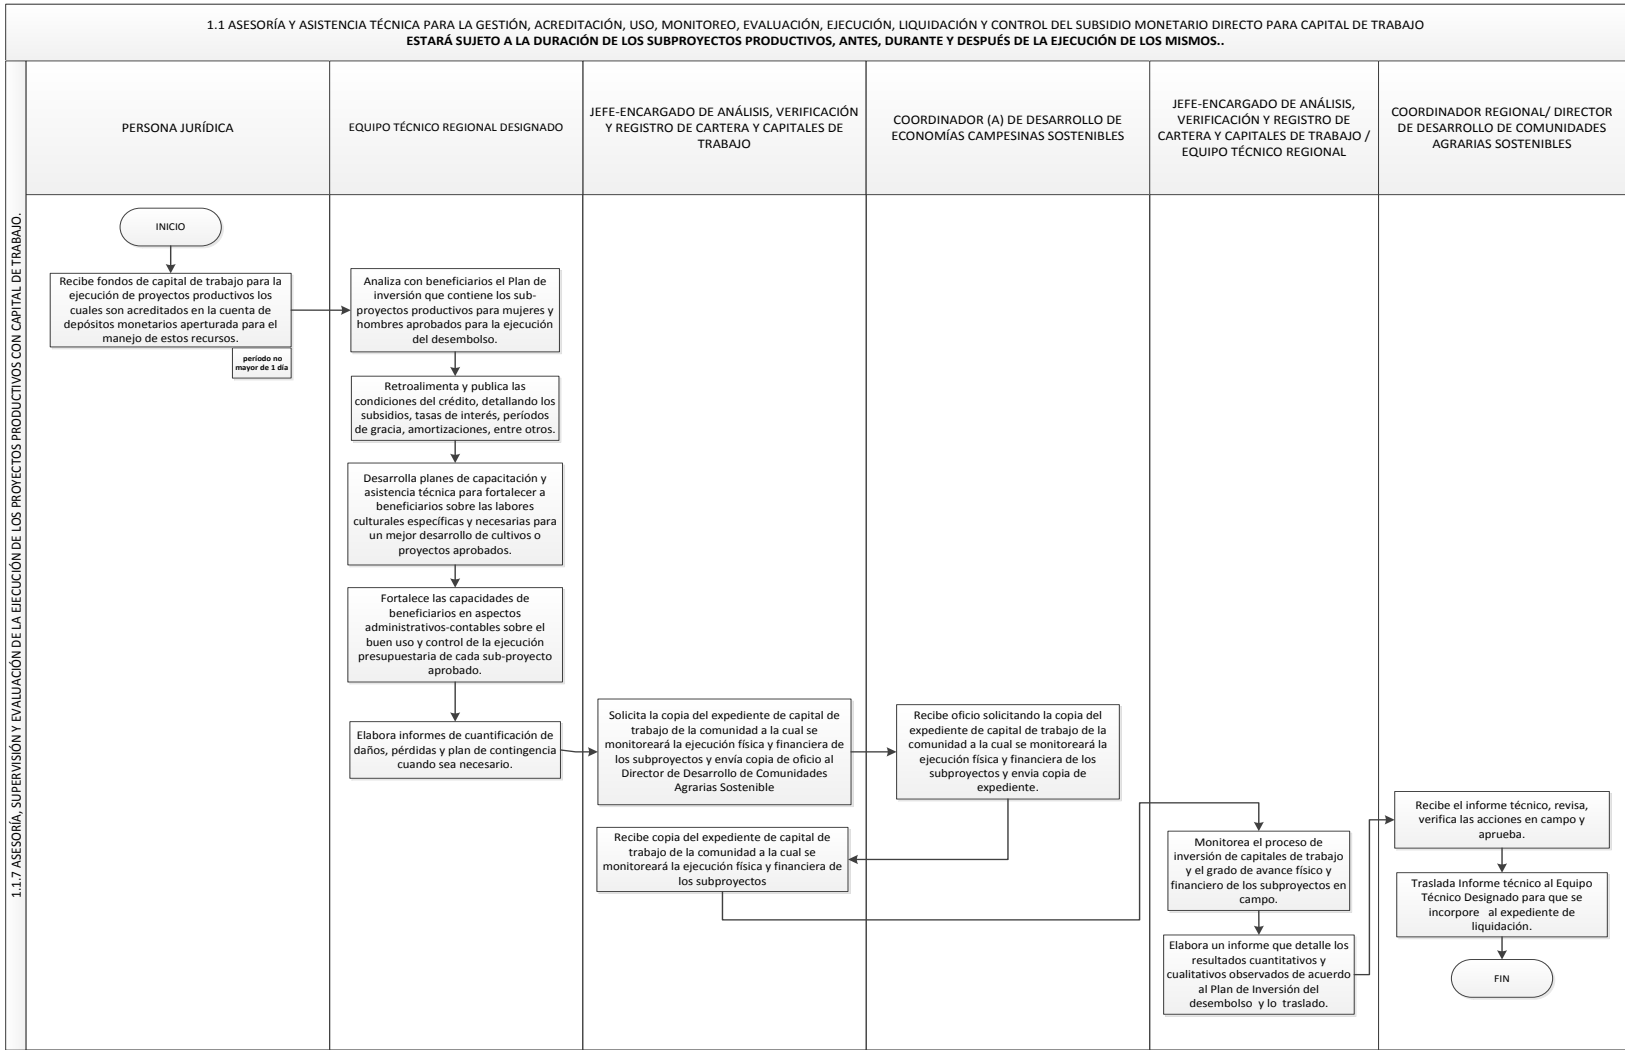 1.1 ASESORÍA Y ASISTENCIA TÉCNICA PARA LA GESTIÓN, ACREDITACIÓN, USO, MONITOREO, EVALUACIÓN, EJECUCIÓN, LIQUIDACIÓN Y CONTROL DEL SUBSIDIO MONETARIO DIRECTO PARA CAPITAL DE TRABAJO
ESTARÁ SUJETO A LA DURACIÓN DE LOS SUBPROYECTOS PRODUCTIVOS, ANTES, DURANTE Y DESPUÉS DE LA EJECUCIÓN DE LOS MISMOS..
1.1.7 ASESORÍA, SUPERVISIÓN Y EVALUACIÓN DE LA EJECUCIÓN DE LOS PROYECTOS PRODUCTIVOS CON CAPITAL DE TRABAJO.
PERSONA JURÍDICA
EQUIPO TÉCNICO REGIONAL DESIGNADO
JEFE-ENCARGADO DE ANÁLISIS, VERIFICACIÓN
Y REGISTRO DE CARTERA Y CAPITALES DE
TRABAJO
COORDINADOR (A) DE DESARROLLO DE
ECONOMÍAS CAMPESINAS SOSTENIBLES
JEFE-ENCARGADO DE ANÁLISIS,
VERIFICACIÓN Y REGISTRO DE
CARTERA Y CAPITALES DE TRABAJO /
EQUIPO TÉCNICO REGIONAL
COORDINADOR REGIONAL/ DIRECTOR
DE DESARROLLO DE COMUNIDADES
AGRARIAS SOSTENIBLES
INICIO
Recibe fondos de capital de trabajo para la
ejecución de proyectos productivos los
cuales son acreditados en la cuenta de
depósitos monetarios aperturada para el
manejo de estos recursos.
período no
mayor de 1 día
Analiza con beneficiarios el Plan de
inversión que contiene los sub-
proyectos productivos para mujeres y
hombres aprobados para la ejecución
del desembolso.
Retroalimenta y publica las
condiciones del crédito, detallando los
subsidios, tasas de interés, períodos
de gracia, amortizaciones, entre otros.
Desarrolla planes de capacitación y
asistencia técnica para fortalecer a
beneficiarios sobre las labores
culturales específicas y necesarias para
un mejor desarrollo de cultivos o
proyectos aprobados.
Fortalece las capacidades de
beneficiarios en aspectos
administrativos-contables sobre el
buen uso y control de la ejecución
presupuestaria de cada sub-proyecto
aprobado.
Elabora informes de cuantificación de
daños, pérdidas y plan de contingencia
cuando sea necesario.
Solicita la copia del expediente de capital de
trabajo de la comunidad a la cual se
monitoreará la ejecución física y financiera de
los subproyectos y envía copia de oficio al
Director de Desarrollo de Comunidades
Agrarias Sostenible
Recibe oficio solicitando la copia del
expediente de capital de trabajo de la
comunidad a la cual se monitoreará la
ejecución física y financiera de los
subproyectos y envia copia de
expediente.
Recibe copia del expediente de capital de
trabajo de la comunidad a la cual se
monitoreará la ejecución física y financiera de
los subproyectos
Monitorea el proceso de
inversión de capitales de trabajo
y el grado de avance físico y
financiero de los subproyectos en
campo.
Elabora un informe que detalle los
resultados cuantitativos y
cualitativos observados de acuerdo
al Plan de Inversión del
desembolso y lo traslado.
Recibe el informe técnico, revisa,
verifica las acciones en campo y
aprueba.
Traslada Informe técnico al Equipo
Técnico Designado para que se
incorpore al expediente de
liquidación.
FIN